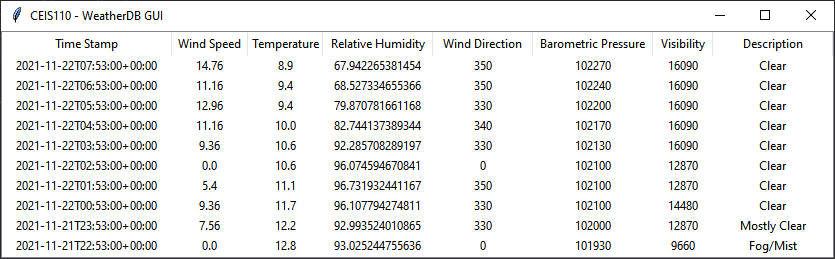 CEIS110 - WeatherDB GUI
Time Stamp Wind Speed Temperature Relative Humidity Wind Direction Barometric Pressure Visibility Description
2021-11-22T07:53:00+00:00 14.76 8.9 67.942265381454 350 102270 16090 Clear
2021-11-22T06:53:00+00:00 11.16 9.4 68.527334655366 350 102240 16090 Clear
2021-11-22T05:53:00+00:00 12.96 9.4 79.870781661168 330 102200 16090 Clear
2021-11-22T04:53:00+00:00 11.16 10.0 82.744137389344 340 102170 16090 Clear
2021-11-22T03:53:00+00:00 9.36 10.6 92.285708289197 330 102130 16090 Clear
2021-11-22T02:53:00+00:00 0.0 10.6 96.074594670841 0 102100 12870 Clear
2021-11-22T01:53:00+00:00 5.4 11.1 96.731932441167 350 102100 12870 Clear
2021-11-22T00:53:00+00:00 9.36 11.7 96.107794274811 330 102100 14480 Clear
2021-11-21T23:53:00+00:00 7.56 12.2 92.993524010865 330 102000 12870 Mostly Clear
2021-11-21T22:53:00+00:00 0.0 12.8 93.025244755636 0 101930 9660 Fog/Mist